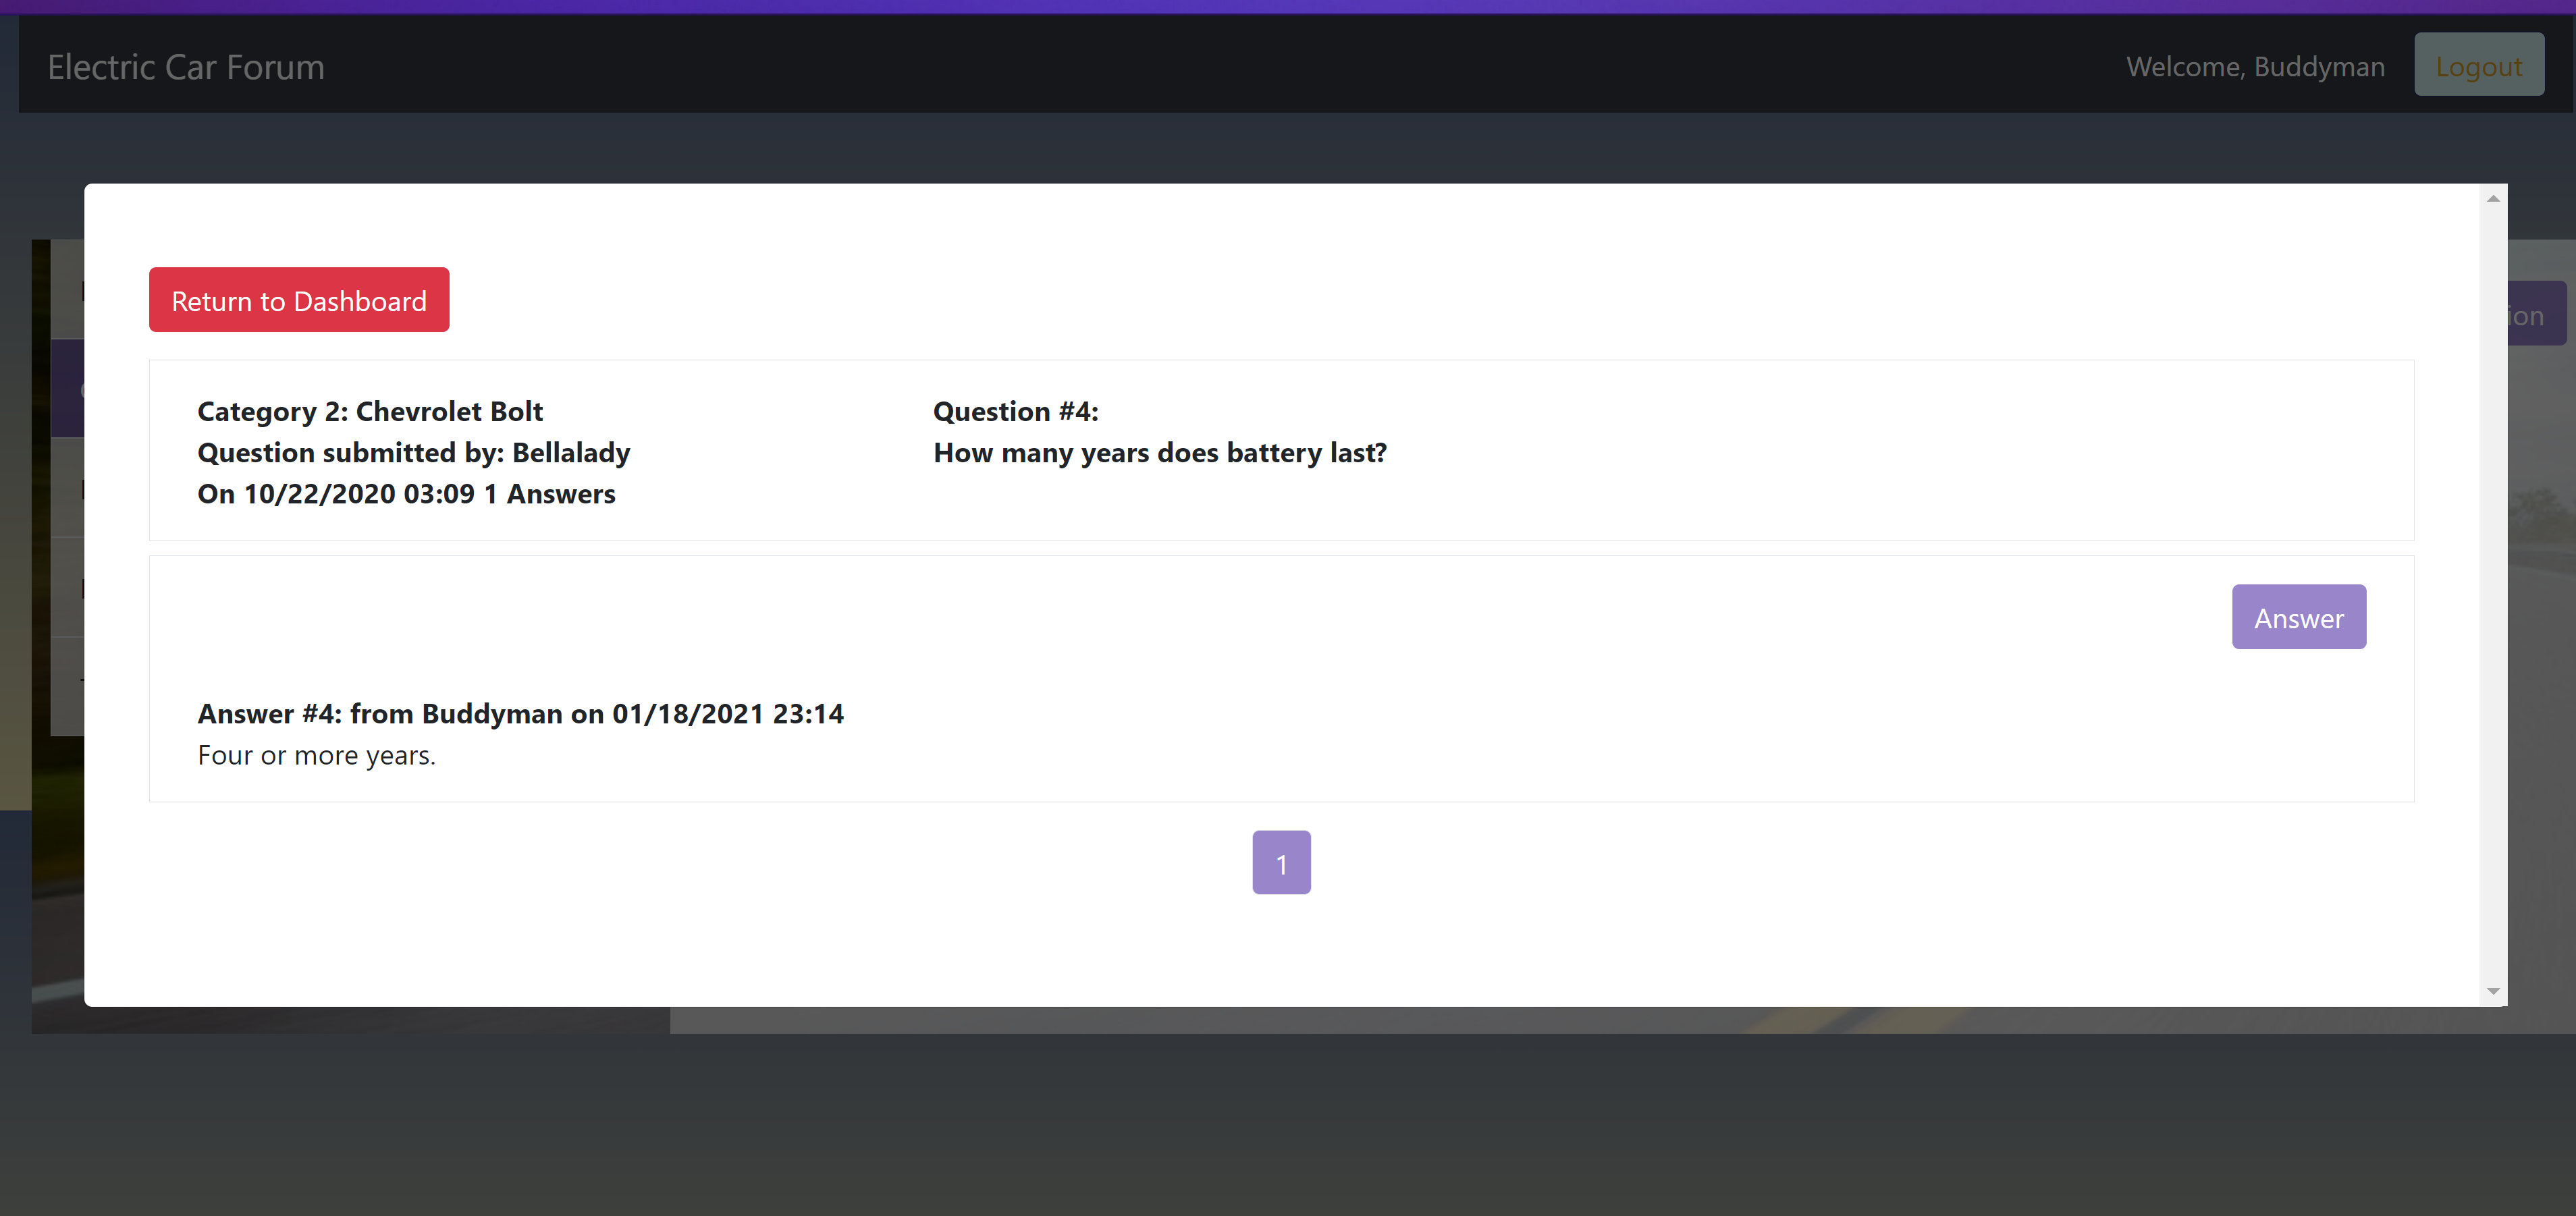 Electric Car Forum
Welcome, Buddyman
Logout
Return to Dashboard
Category 2: Chevrolet Bolt
Question submitted by: Bellalady
On 10/22/2020 03:09 1 Answers
Question #4:
How many years does battery last?
Answer
Answer #4: from Buddyman on 01/18/2021 23:14
Four or more years.
1